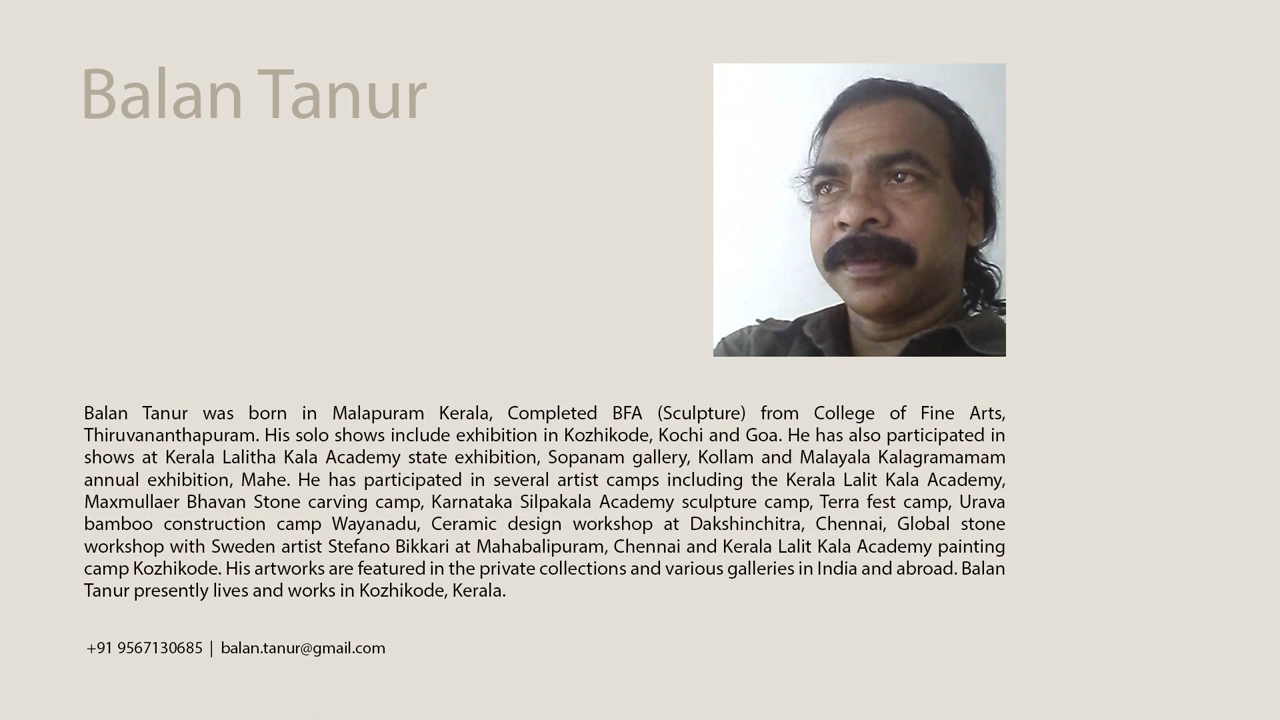 Balan Tanur
Balan Tanur was born in Malapuram Kerala, Completed BFA (Sculpture) from College of Fine Arts,
Thiruvananthapuram. His solo shows include exhibition in Kozhikode, Kochi and Goa. He has also participated in
shows at Kerala Lalitha Kala Academy state exhibition, Sopanam gallery, Kollam and Malayala Kalagramamam
annual exhibition, Mahe. He has participated in several artist camps including the Kerala Lalit Kala Academy,
Maxmullaer Bhavan Stone carving camp, Karnataka Silpakala Academy sculpture camp, Terra fest camp, Urava
bamboo construction camp Wayanadu, Ceramic design workshop at Dakshinchitra, Chennai, Global stone
workshop with Sweden artist Stefano Bikkari at Mahabalipuram, Chennai and Kerala Lalit Kala Academy painting
camp Kozhikode. His artworks are featured in the private collections and various galleries in India and abroad. Balan
Tanur presently lives and works in Kozhikode, Kerala.
+91 9567130685 | balan.tanur@gmail.com